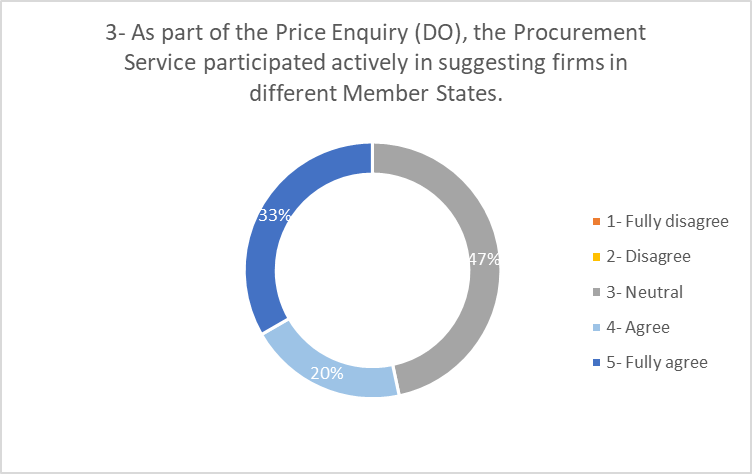 3- As part of the Price Enquiry (DO), the Procurement
Service participated actively in suggesting firms in
different Member States.
33%
47%
20%
1- Fully disagree
2- Disagree
3- Neutral
4- Agree
5- Fully agree